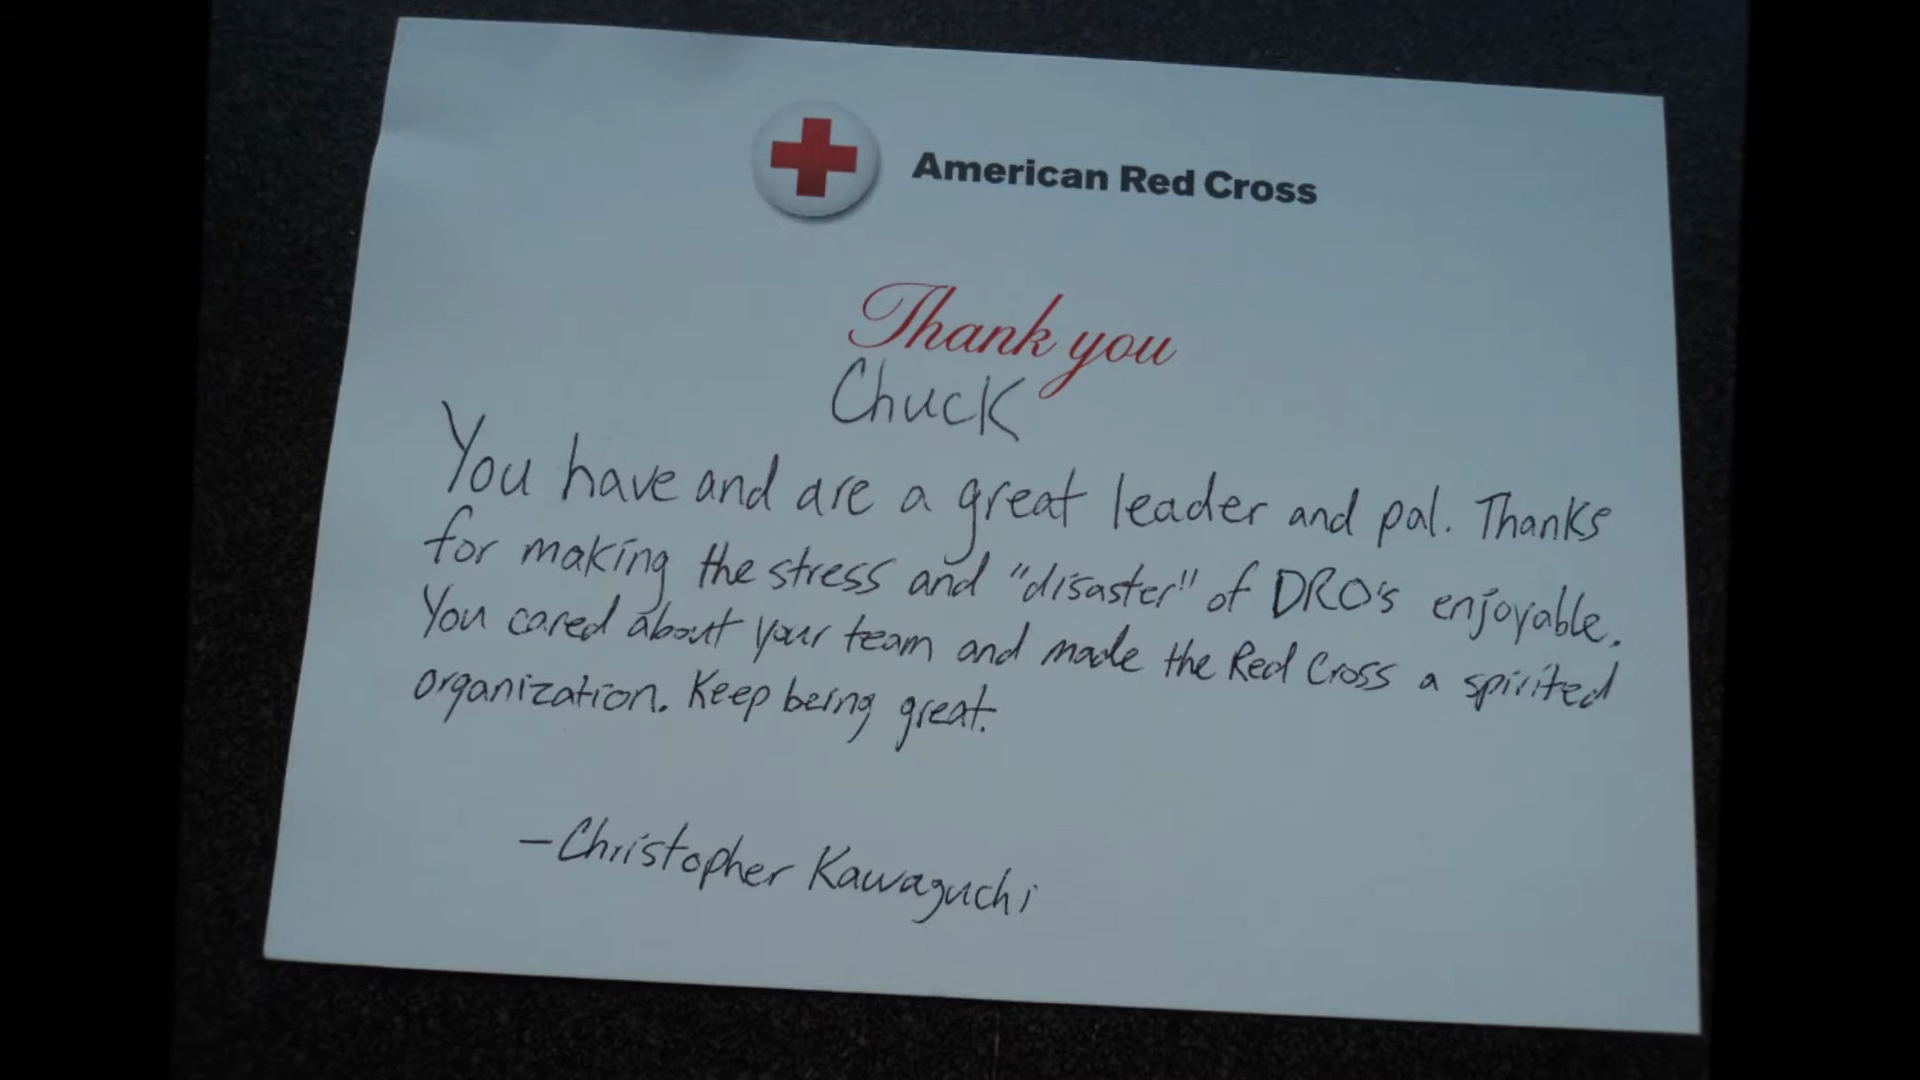 American Red Cross
Thank you
Chuck
You have and are a great leader and pal. Thanks
for making the stress and "disaster" of DRO's enjoyable.
You cared about your team and made the Red Cross a spirited
organization. Keep being great.
-Christopher Kawaguchi